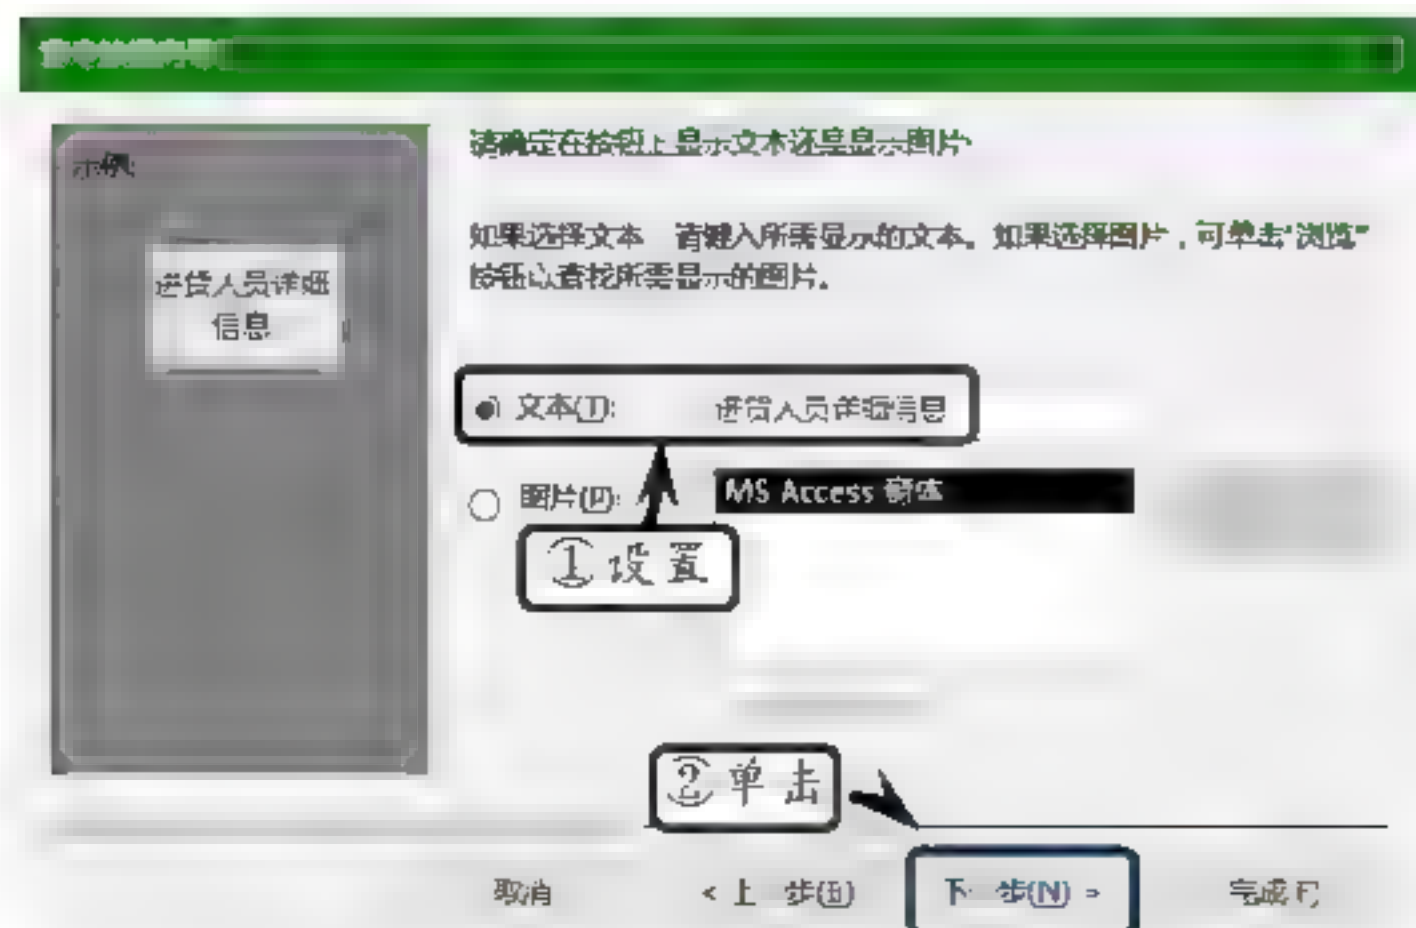 示例:
进货人员详细
信息
请确定在按钮上显示文本还是显示图片:
如果选择文本 请键入所需显示的文本。如果选择图片，可单击"浏览"
按钮以查找所需显示的图片。
文本(T): 进货人员详细信息
图片(P): MS Access 窗体
①设置
②单击
取消 < 上一步(B) 下一步(N) > 完成(F)